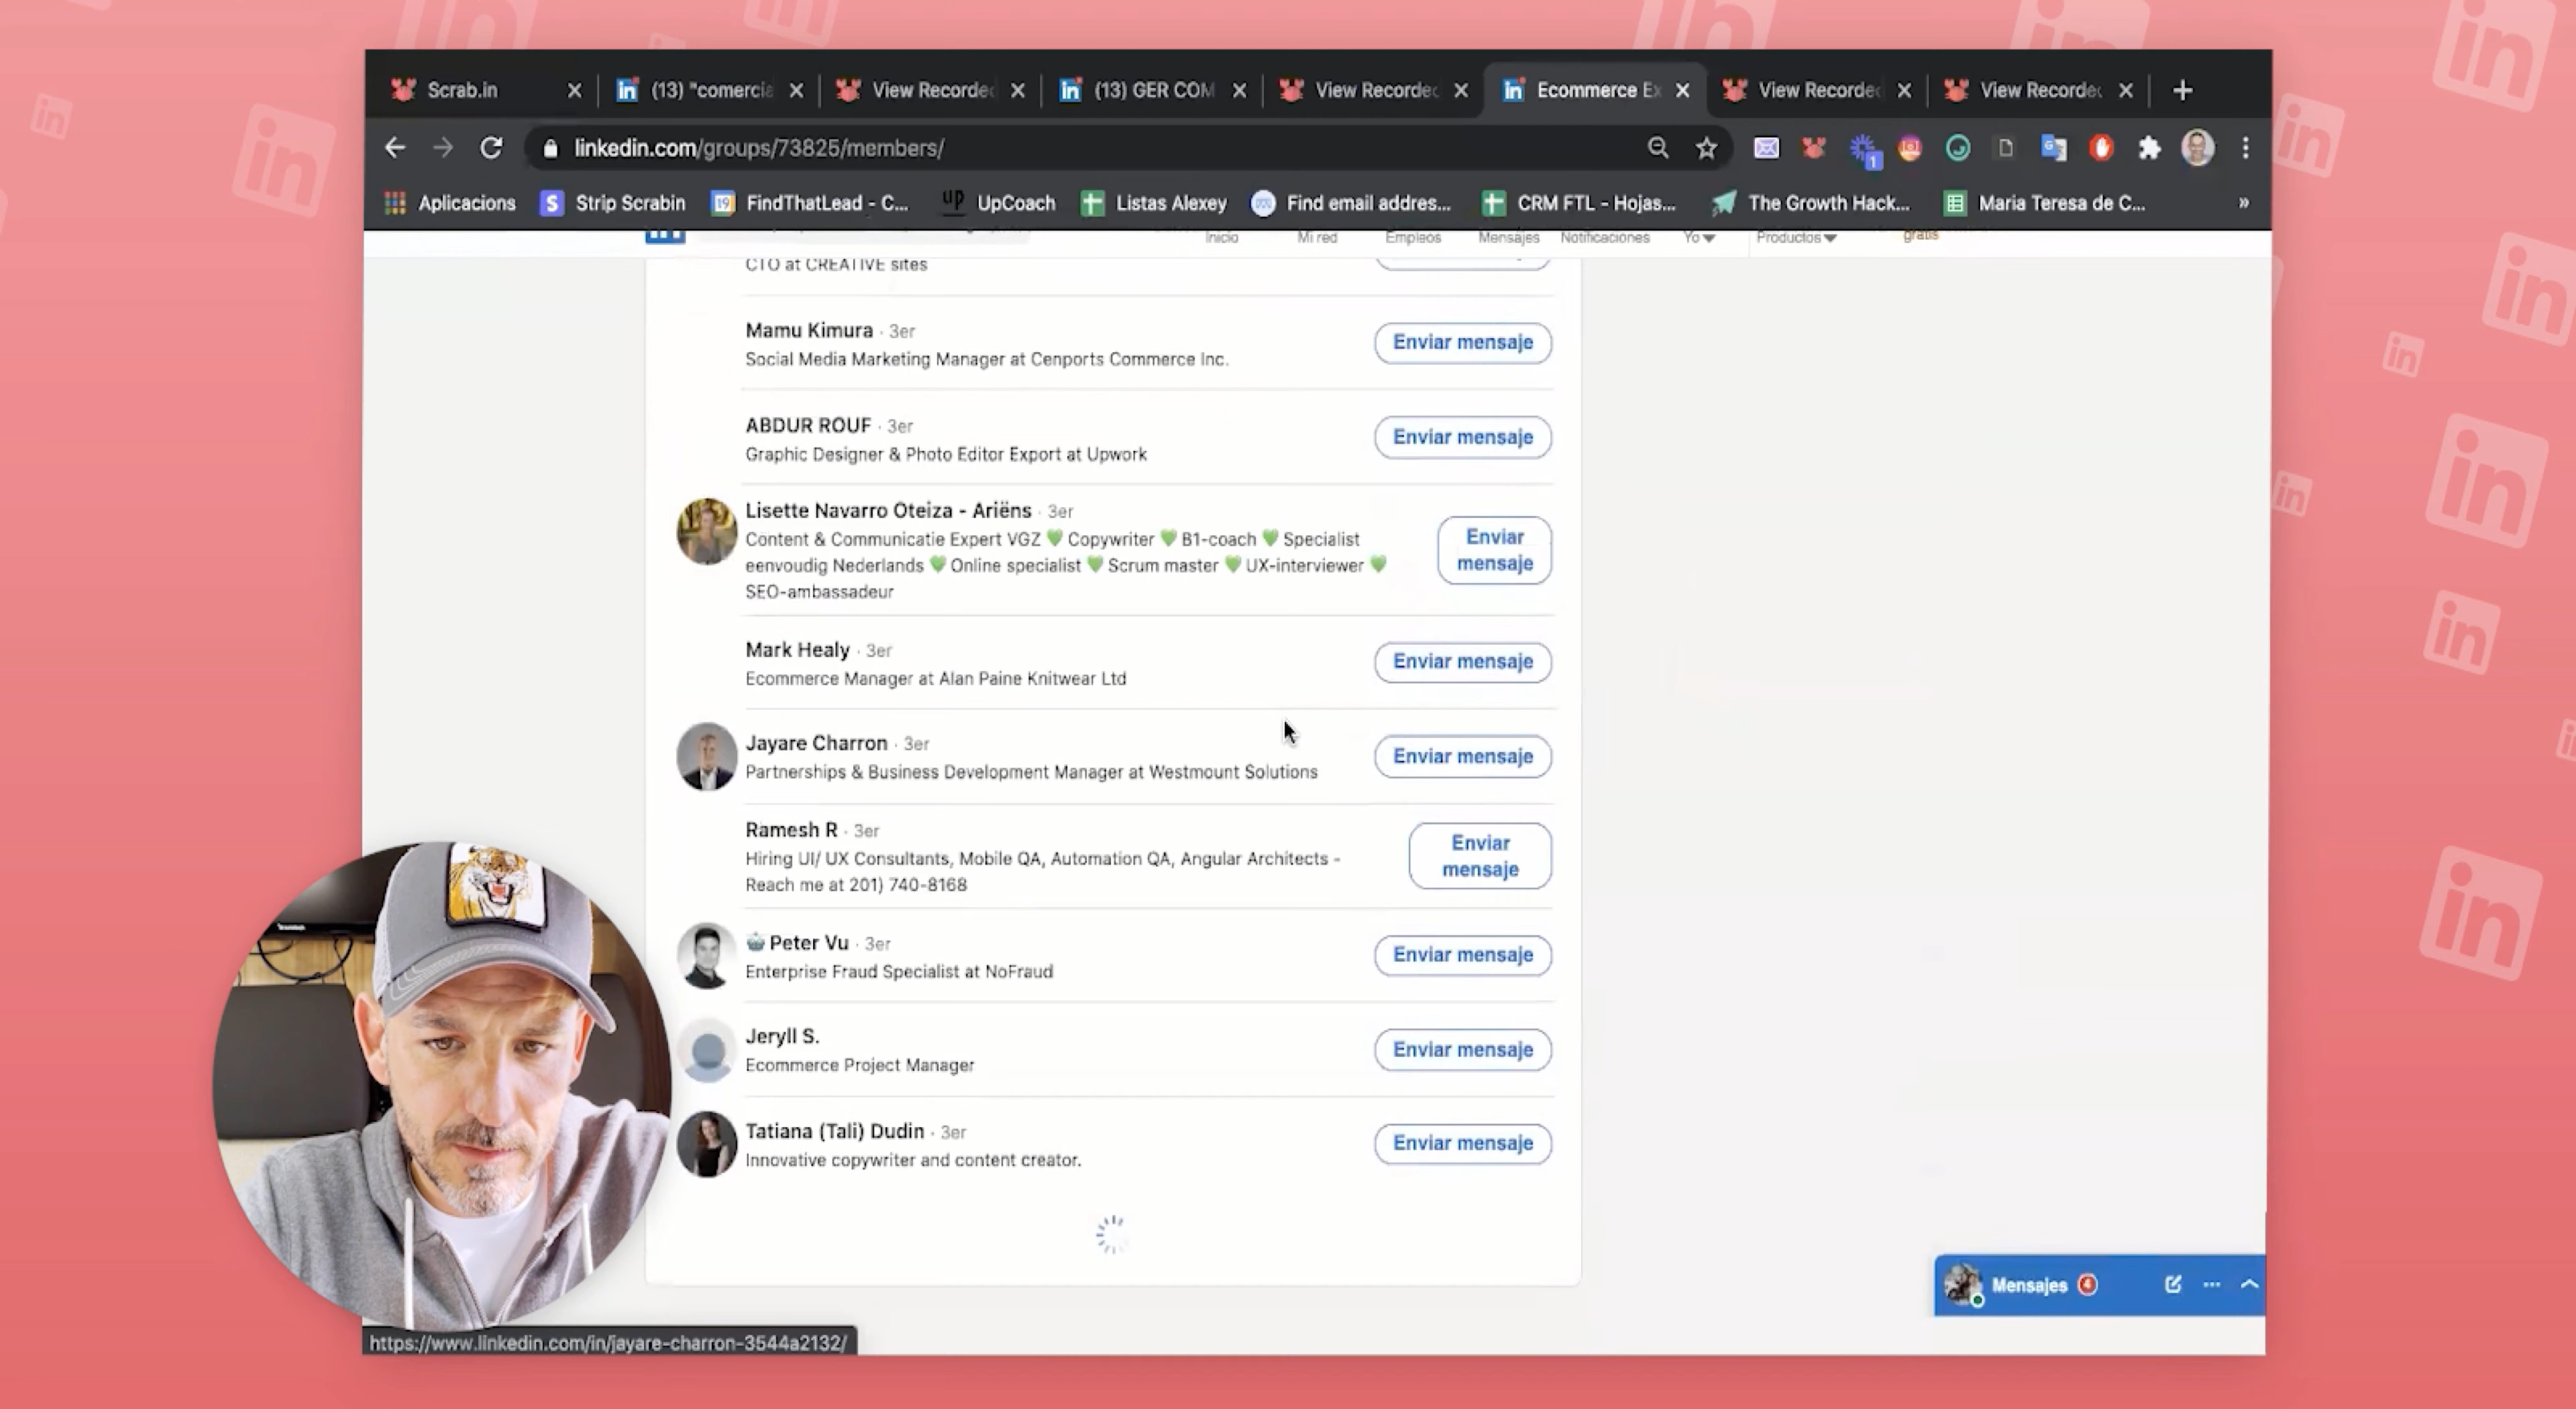 Scrab.in
(13) "comercia
View Recorded
(13) GER COM
View Recorded
Ecommerce Ex
View Recorded
View Recorded
linkedin.com/groups/73825/members/
1
Aplicacions
S
Strip Scrabin
19
FindThatLead - C...
up
UpCoach
Listas Alexey
Find email addres...
CRM FTL - Hojas...
The Growth Hack...
Maria Teresa de C...
»
Inicio
Mi red
Empleos
Mensajes
Notificaciones
Yo
Productos
gratis
CTO at CREATIVE sites
Mamu Kimura · 3er
Social Media Marketing Manager at Cenports Commerce Inc.
Enviar mensaje
ABDUR ROUF · 3er
Graphic Designer & Photo Editor Export at Upwork
Enviar mensaje
Lisette Navarro Oteiza - Ariëns · 3er
Content & Communicatie Expert VGZ 💚 Copywriter 💚 B1-coach 💚 Specialist
eenvoudig Nederlands 💚 Online specialist 💚 Scrum master 💚 UX-interviewer 💚
SEO-ambassadeur
Enviar
mensaje
Mark Healy · 3er
Ecommerce Manager at Alan Paine Knitwear Ltd
Enviar mensaje
Jayare Charron · 3er
Partnerships & Business Development Manager at Westmount Solutions
Enviar mensaje
Ramesh R · 3er
Hiring UI/ UX Consultants, Mobile QA, Automation QA, Angular Architects -
Reach me at 201) 740-8168
Enviar
mensaje
Peter Vu · 3er
Enterprise Fraud Specialist at NoFraud
Enviar mensaje
Jeryll S.
Ecommerce Project Manager
Enviar mensaje
Tatiana (Tali) Dudin · 3er
Innovative copywriter and content creator.
Enviar mensaje
Mensajes 4
https://www.linkedin.com/in/jayare-charron-3544a2132/